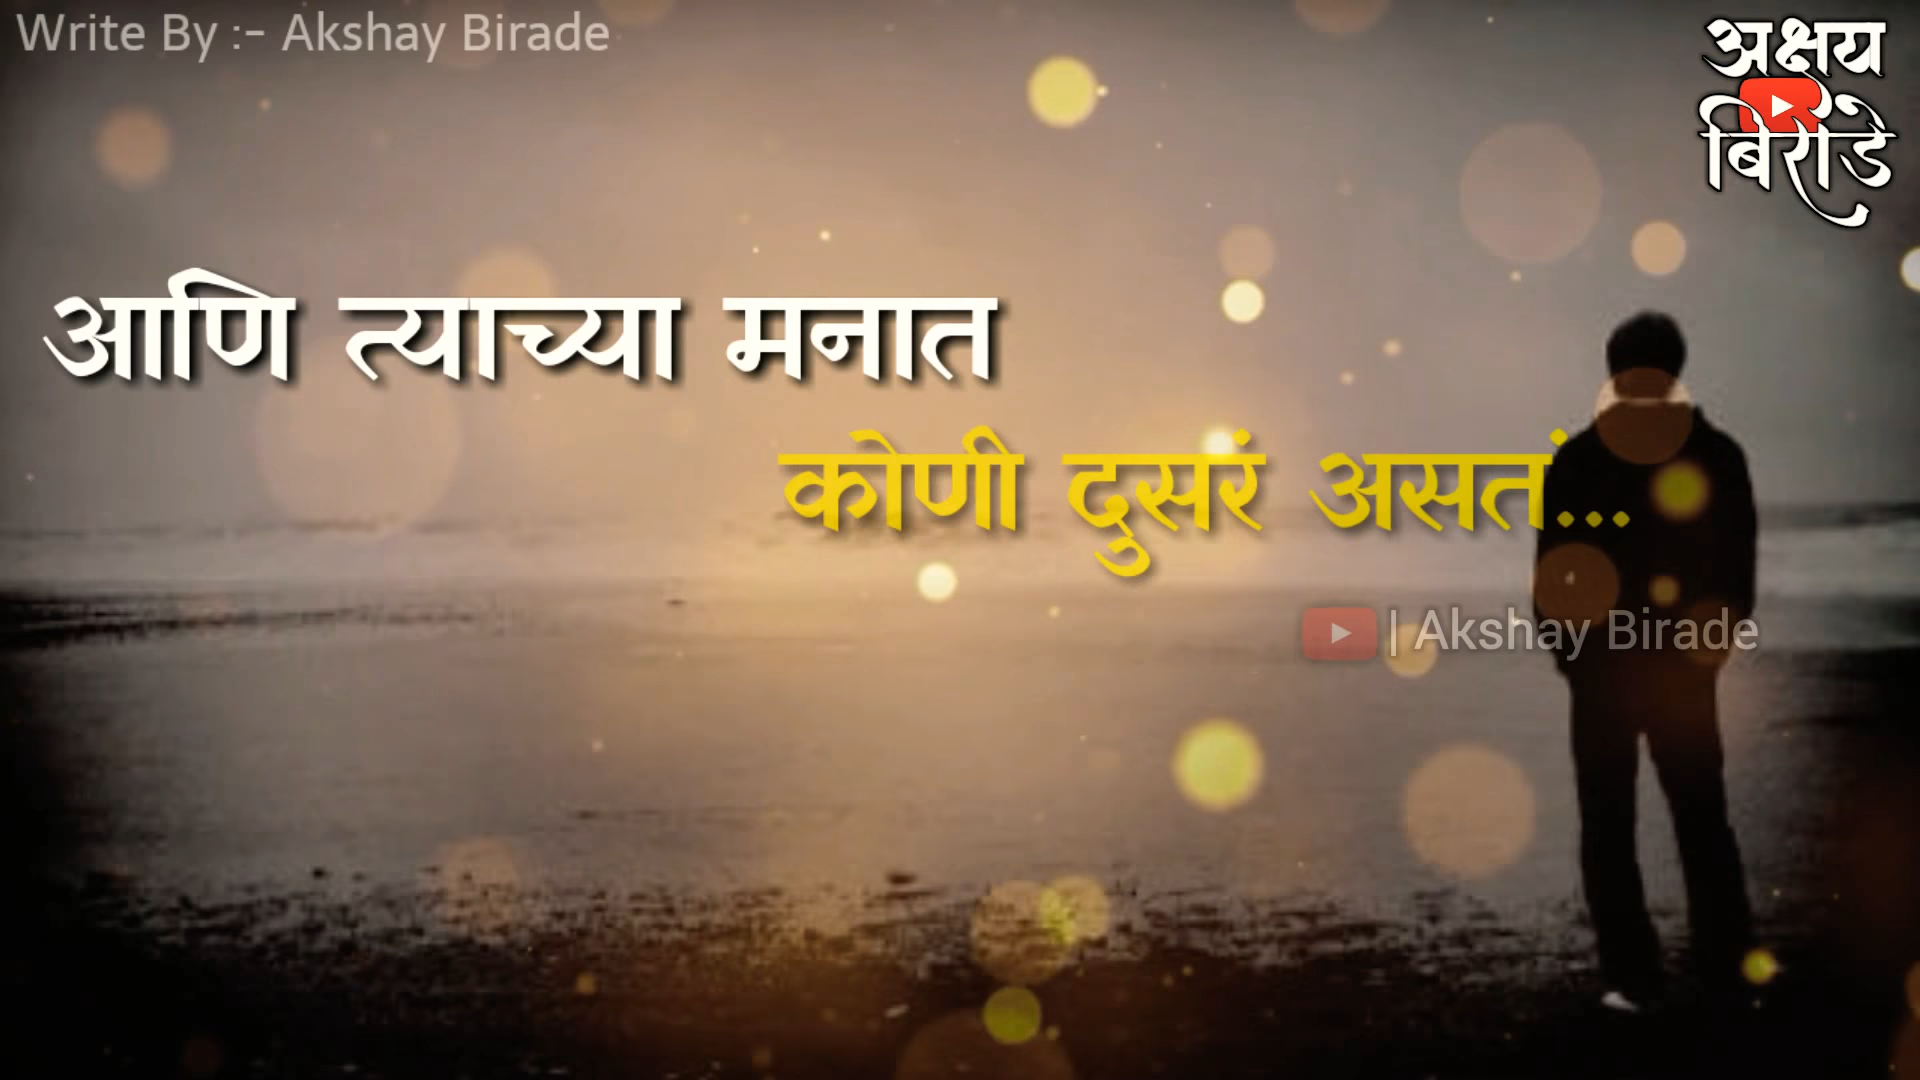 Write By :- Akshay Birade
अक्षय
बिराडे
आणि त्याच्या मनात
कोणी दुसरं असतं...
| Akshay Birade